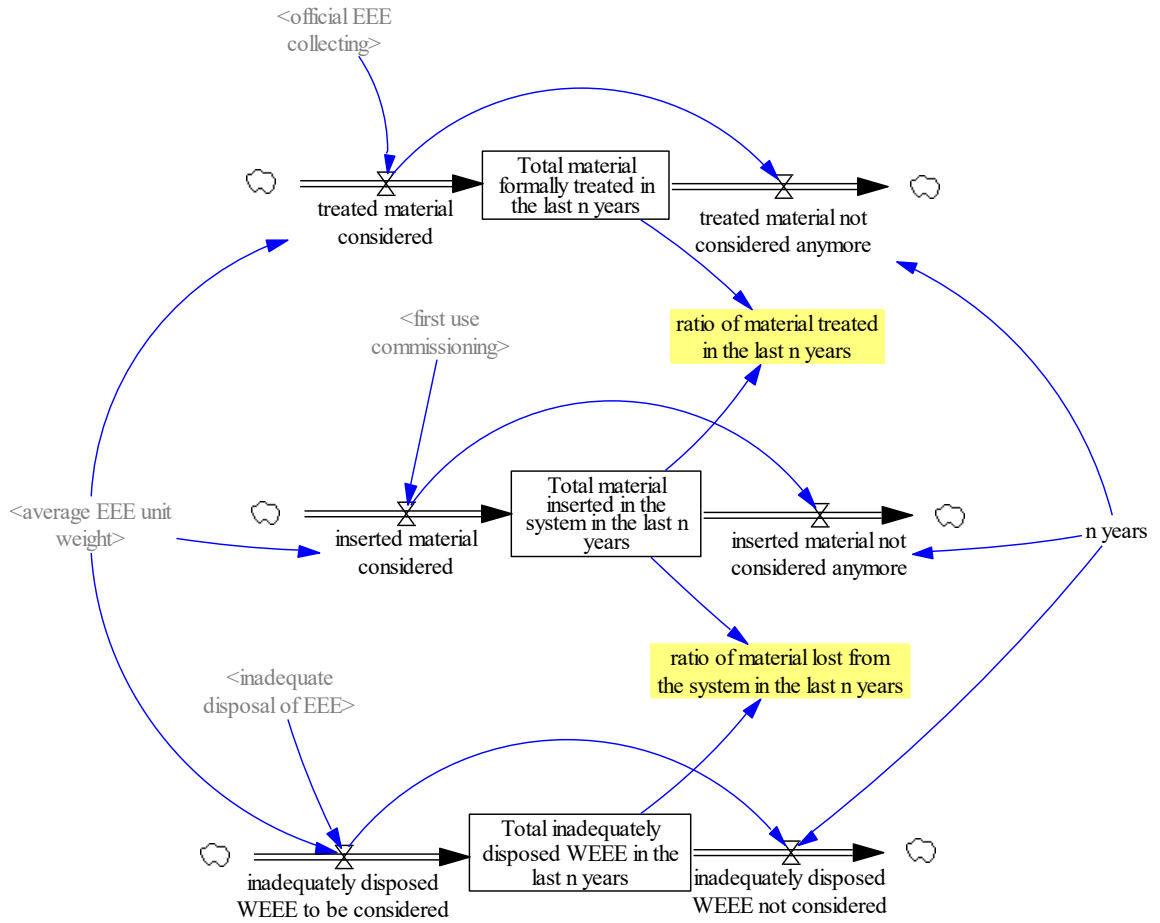 <official EEE
collecting>
Total material
formally treated in
the last n years
treated material
considered
treated material not
considered anymore
<first use
commissioning>
ratio of material treated
in the last n years
<average EEE unit
weight>
Total material
inserted in the
system in the last n
years
inserted material
considered
inserted material not
considered anymore
n years
<inadequate
disposal of EEE>
ratio of material lost from
the system in the last n years
Total inadequately
disposed WEEE in the
last n years
inadequately disposed
WEEE to be considered
inadequately disposed
WEEE not considered